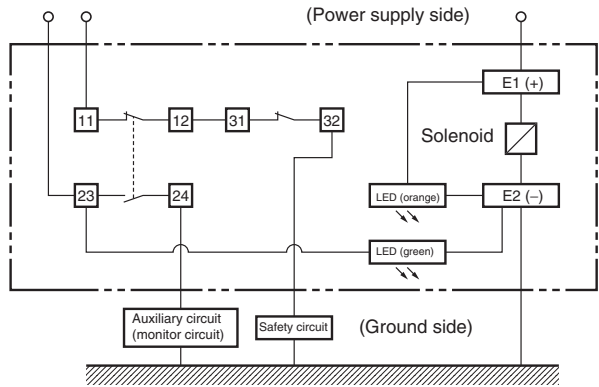 (Power supply side)
E1 (+)
11
12
31
32
Solenoid
23
24
LED (orange)
E2 (−)
LED (green)
Auxiliary circuit
(monitor circuit)
Safety circuit
(Ground side)